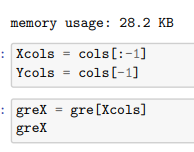 memory usage: 28.2 KB
: Xcols = cols[:-1]
Ycols = cols[-1]
: greX = gre[Xcols]
greX